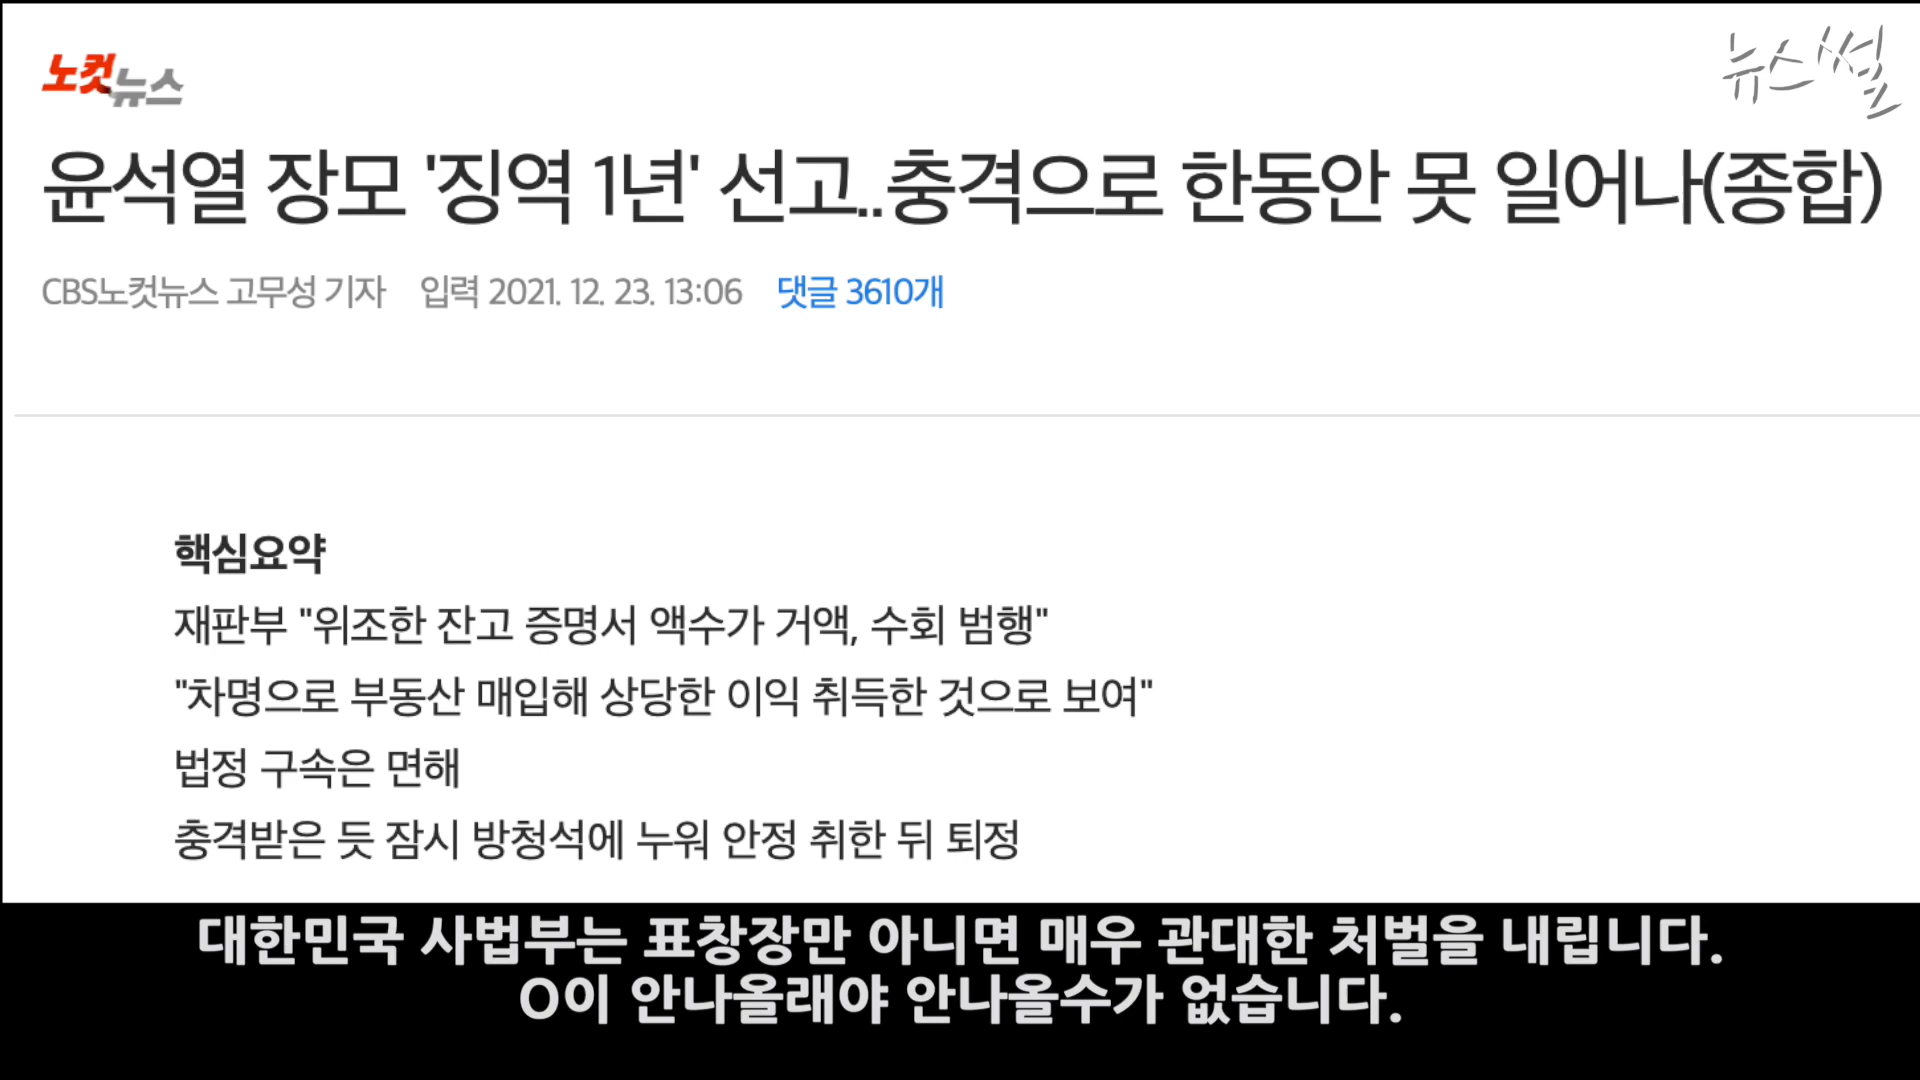 노컷뉴스
뉴스썰
윤석열 장모 '징역 1년' 선고..충격으로 한동안 못 일어나(종합)
CBS노컷뉴스 고무성 기자 입력 2021. 12. 23. 13:06 댓글 3610개
핵심요약
재판부 "위조한 잔고 증명서 액수가 거액, 수회 범행"
"차명으로 부동산 매입해 상당한 이익 취득한 것으로 보여"
법정 구속은 면해
충격받은 듯 잠시 방청석에 누워 안정 취한 뒤 퇴정
대한민국 사법부는 표창장만 아니면 매우 관대한 처벌을 내립니다.
O이 안나올래야 안나올수가 없습니다.